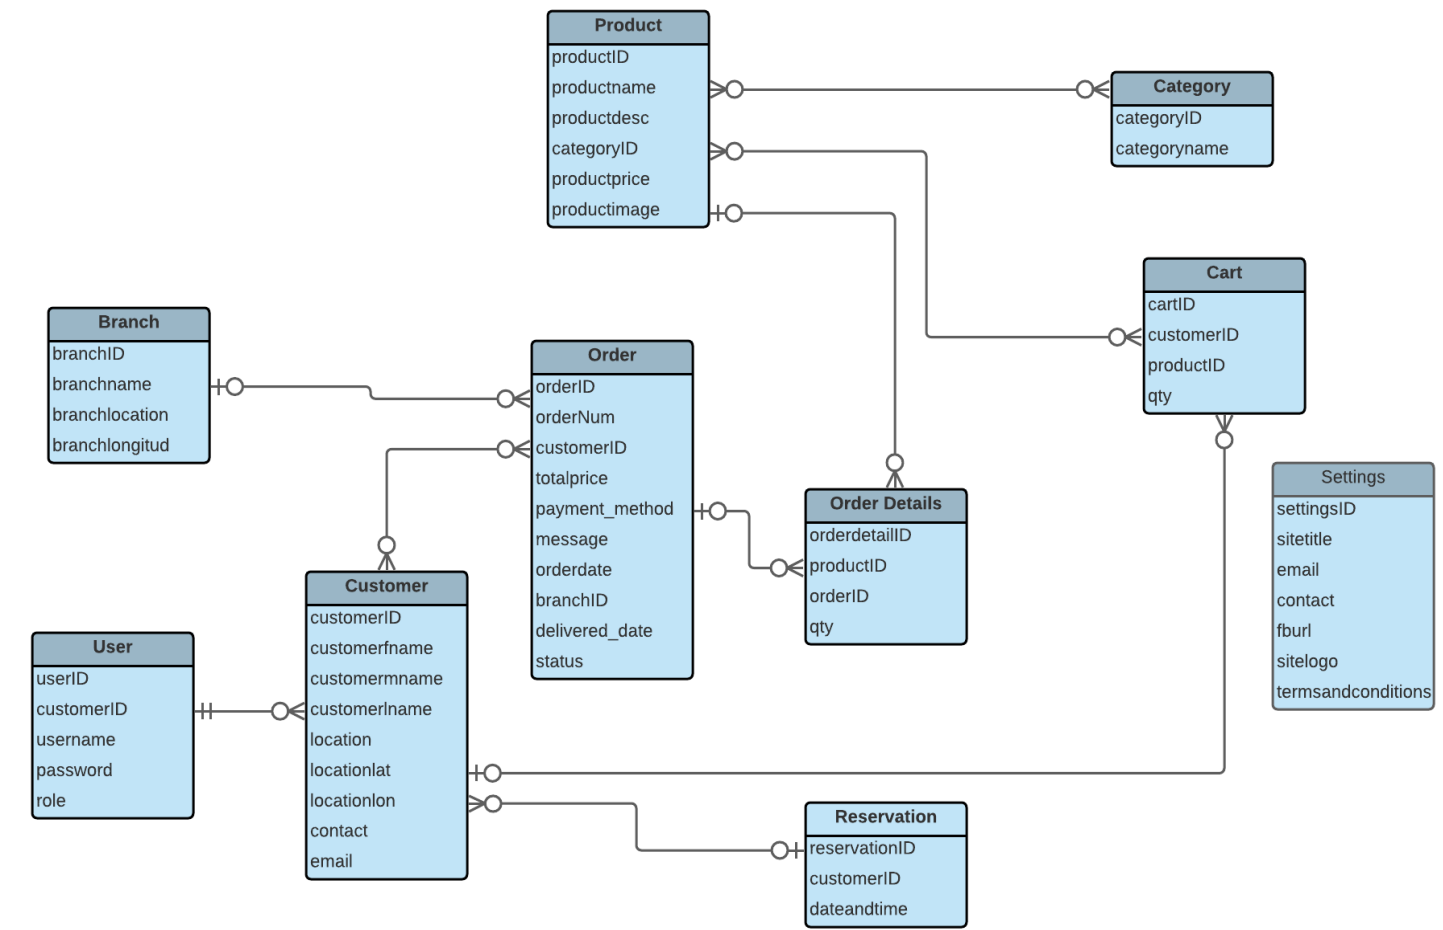 Product
productID
productname
productdesc
categoryID
productprice
productimage
Category
categoryID
categoryname
Cart
cartID
customerID
productID
qty
Branch
branchID
branchname
branchlocation
branchlongitud
Order
orderID
orderNum
customerID
totalprice
payment_method
message
orderdate
branchID
delivered_date
status
Order Details
orderdetailID
productID
orderID
qty
Settings
settingsID
sitetitle
email
contact
fburl
sitelogo
termsandconditions
Customer
customerID
customerfname
customermname
customerlname
location
locationlat
locationlon
contact
email
User
userID
customerID
username
password
role
Reservation
reservationID
customerID
dateandtime